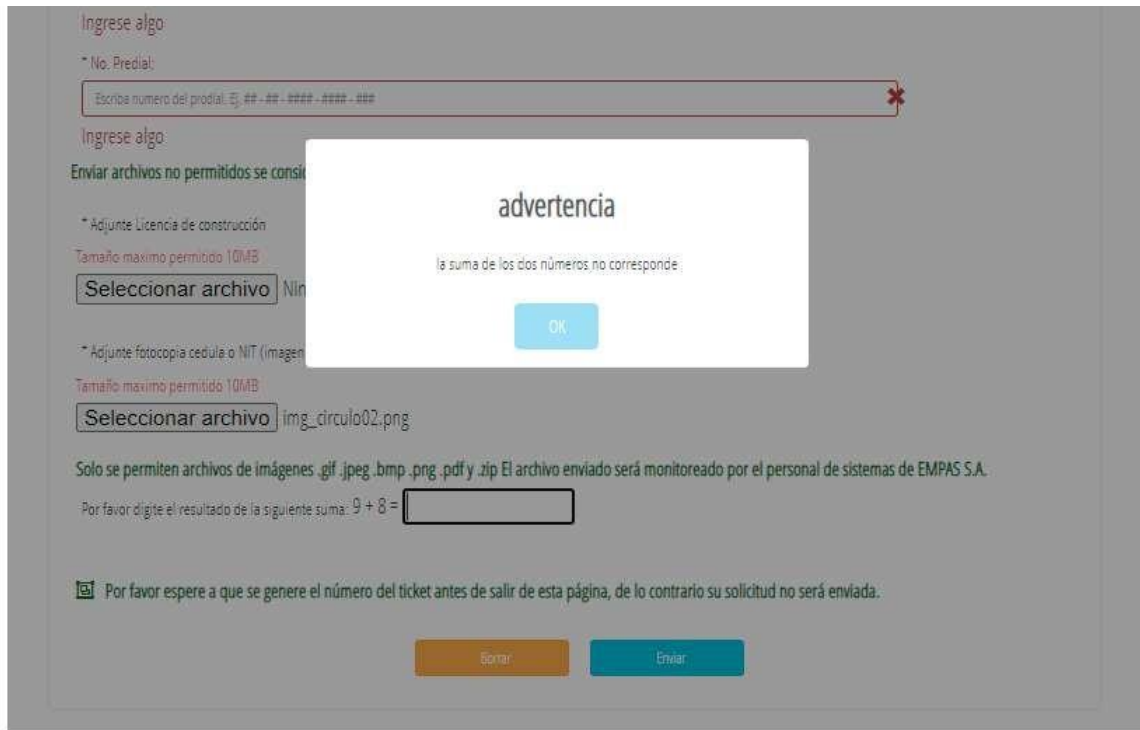 Ingrese algo
* No. Predial:
Escriba numero del prodial. Ej. ## - ## - #### - #### - ###
Ingrese algo
Enviar archivos no permitidos se consid
* Adjunte Licencia de construcción
Tamaño maximo permitido 10MB
Seleccionar archivo Nin
* Adjunte fotocopia cedula o NIT (imagen
Tamaño maximo permitido 10MB
Seleccionar archivo img_circulo02.png
advertencia
la suma de los dos números no corresponde
OK
Solo se permiten archivos de imágenes .gif .jpeg .bmp .png .pdf y .zip El archivo enviado será monitoreado por el personal de sistemas de EMPAS S.A.
Por favor digite el resultado de la siguiente suma: 9 + 8 =
Por favor espere a que se genere el número del ticket antes de salir de esta página, de lo contrario su solicitud no será enviada.
Borrar Enviar